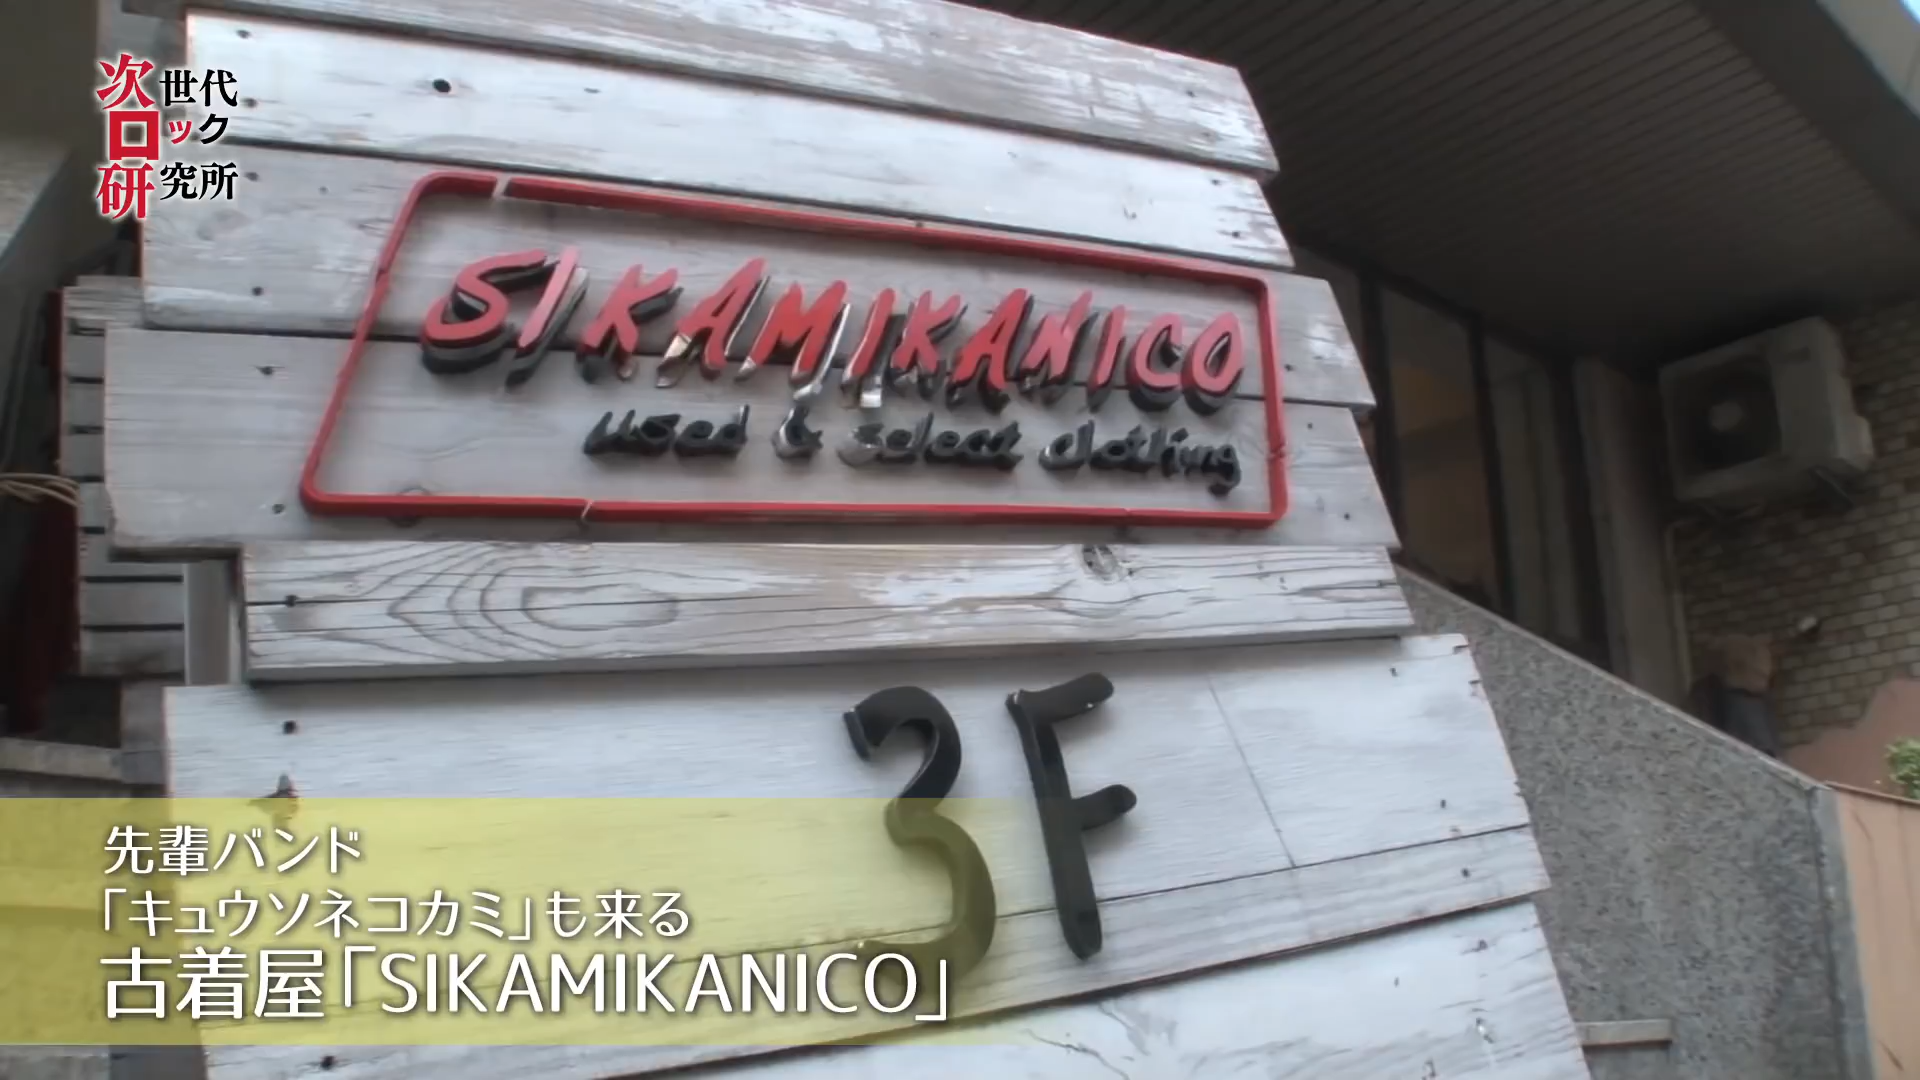 次世代
ロック
研究所
SIKAMIKANICO
used & select clothing
3F
先輩バンド
「キュウソネコカミ」も来る
古着屋「SIKAMIKANICO」